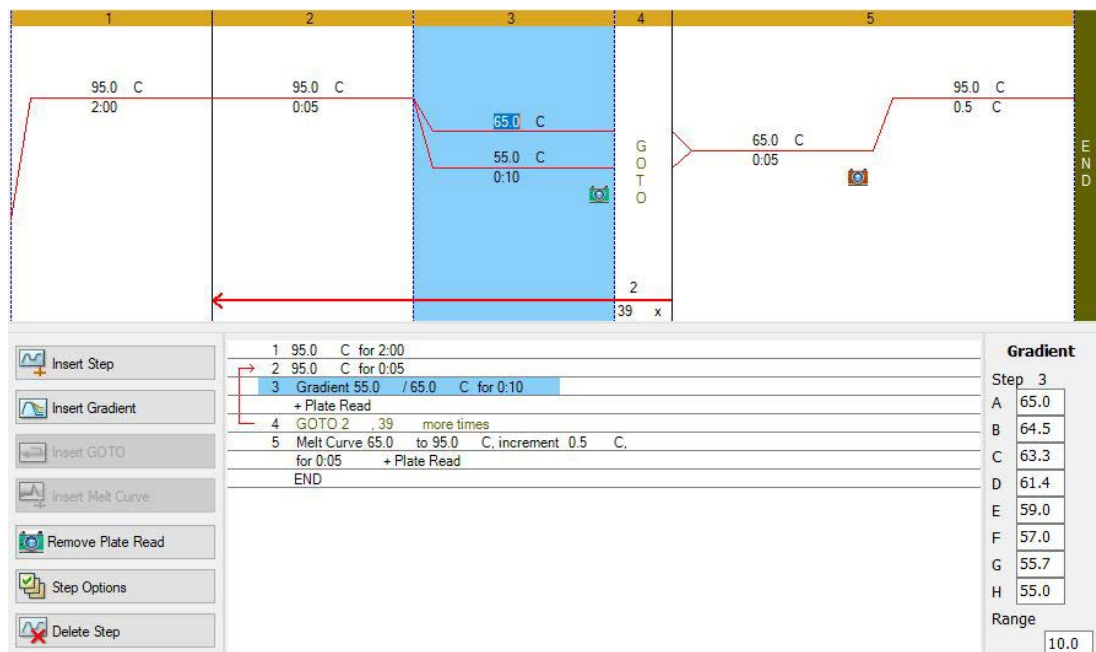 1 2 3 4 5
95.0 C
2:00
95.0 C
0:05
65.0 C
55.0 C
0:10
GOTO
2
39 x
65.0 C
0:05
95.0 C
0.5 C
END
Insert Step
Insert Gradient
Insert GOTO
Insert Melt Curve
Remove Plate Read
Step Options
Delete Step
1 95.0 C for 2:00
2 95.0 C for 0:05
3 Gradient 55.0 / 65.0 C for 0:10
+ Plate Read
4 GOTO 2 , 39 more times
5 Melt Curve 65.0 to 95.0 C, increment 0.5 C,
for 0:05 + Plate Read
END
Gradient
Step 3
A 65.0
B 64.5
C 63.3
D 61.4
E 59.0
F 57.0
G 55.7
H 55.0
Range
10.0